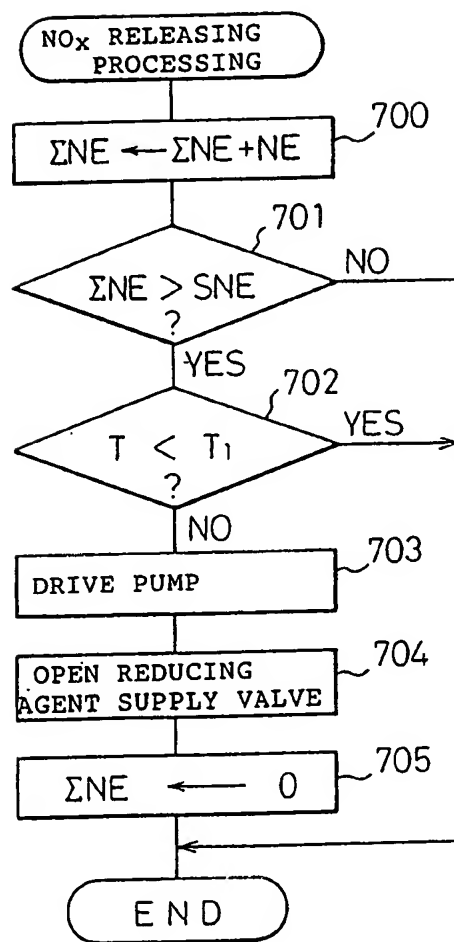 NOx RELEASING
PROCESSING
700
ΣNE ← ΣNE+NE
701
ΣNE > SNE
?
NO
YES
702
T < T₁
?
YES
NO
703
DRIVE PUMP
704
OPEN REDUCING
AGENT SUPPLY VALVE
705
ΣNE ← 0
END